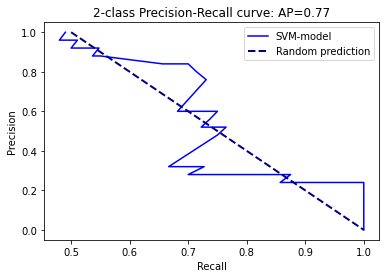 2-class Precision-Recall curve: AP=0.77
SVM-model
Random prediction
Precision
1.0
0.8
0.6
0.4
0.2
0.0
0.5 0.6 0.7 0.8 0.9 1.0
Recall